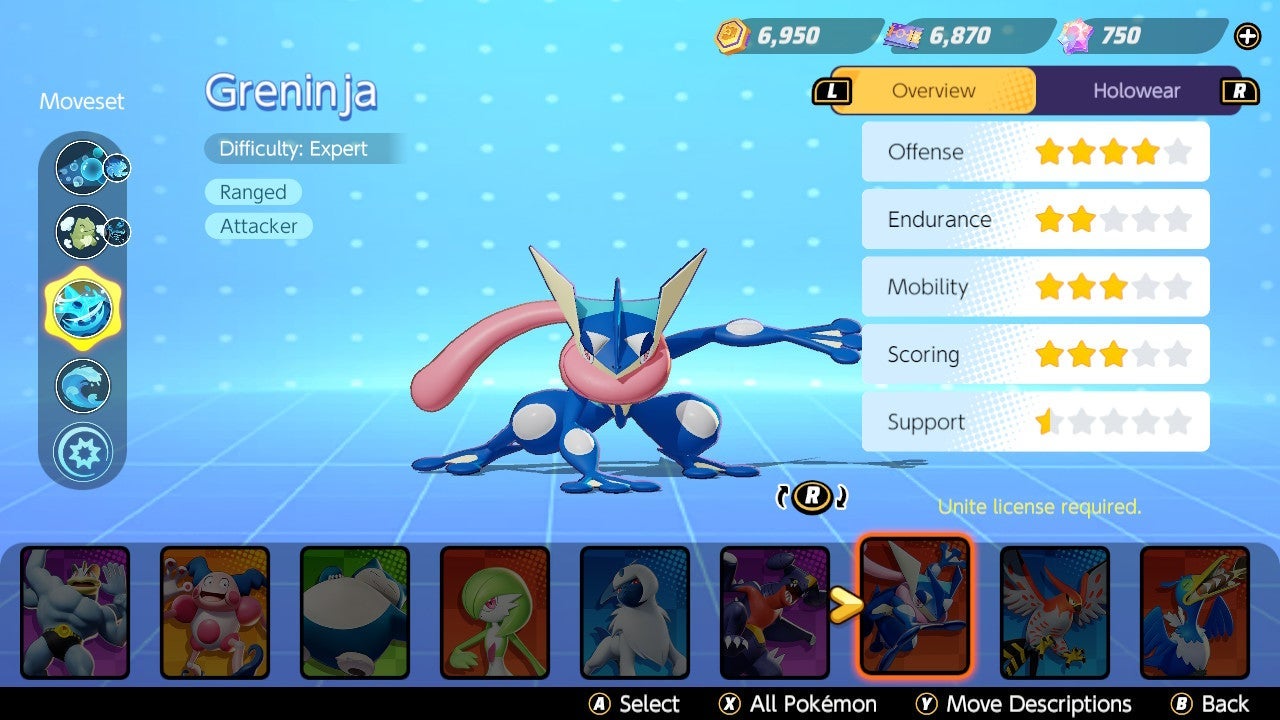 6,950
6,870
750
L
Overview
Holowear
R
Moveset
Greninja
Difficulty: Expert
Ranged
Attacker
Offense
Endurance
Mobility
Scoring
Support
R
Unite license required.
A Select
X All Pokémon
Y Move Descriptions
B Back